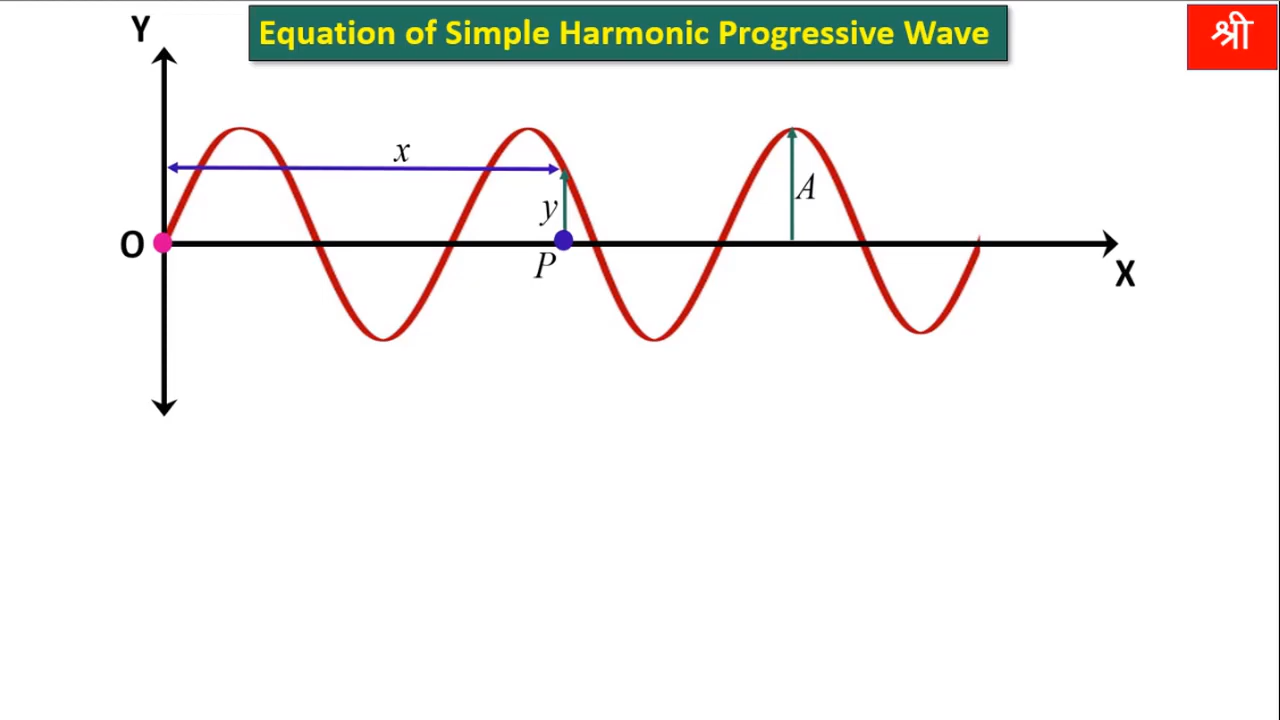 Y
Equation of Simple Harmonic Progressive Wave
श्री
x
A
y
O
P
X